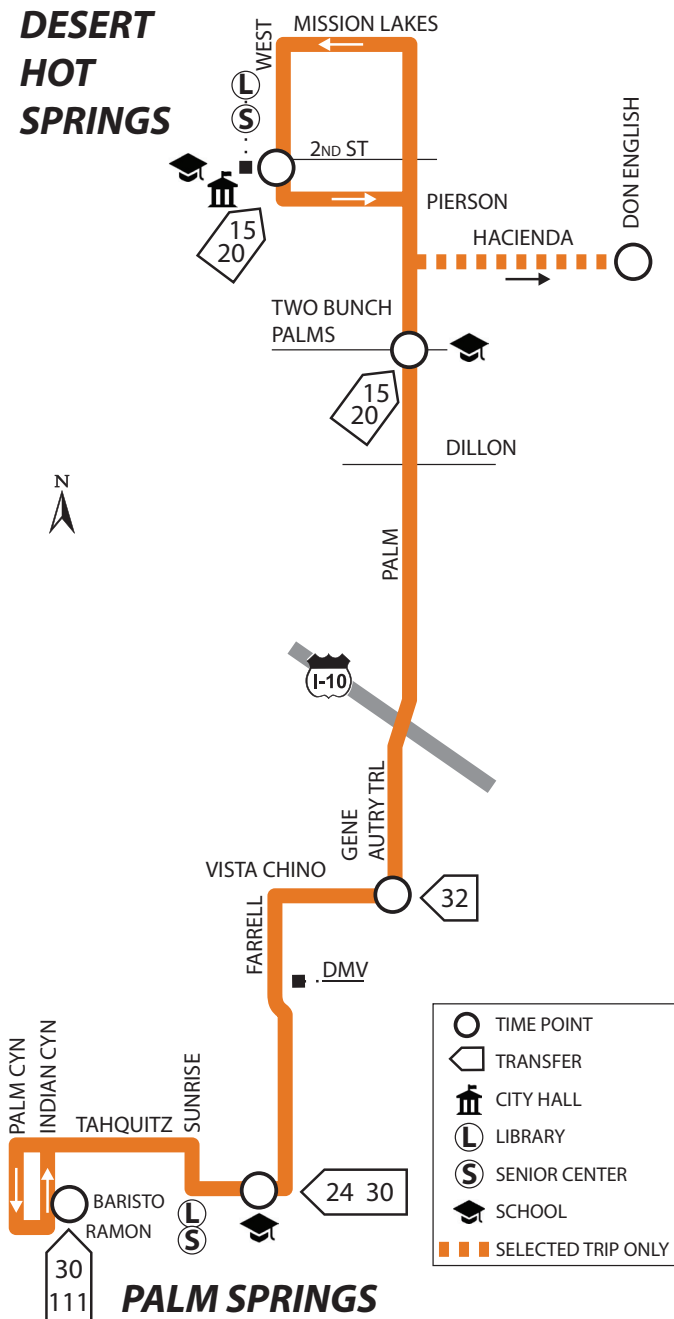 DESERT
HOT
SPRINGS
MISSION LAKES
WEST
L
S
2ND ST
DON ENGLISH
PIERSON
HACIENDA
15
20
TWO BUNCH
PALMS
15
20
DILLON
N
PALM
I-10
GENE
AUTRY TRL
VISTA CHINO
32
FARRELL
DMV
PALM CYN
INDIAN CYN
SUNRISE
TAHQUITZ
24 30
BARISTO
RAMON
L
S
30
111
PALM SPRINGS
TIME POINT
TRANSFER
CITY HALL
L LIBRARY
S SENIOR CENTER
SCHOOL
SELECTED TRIP ONLY